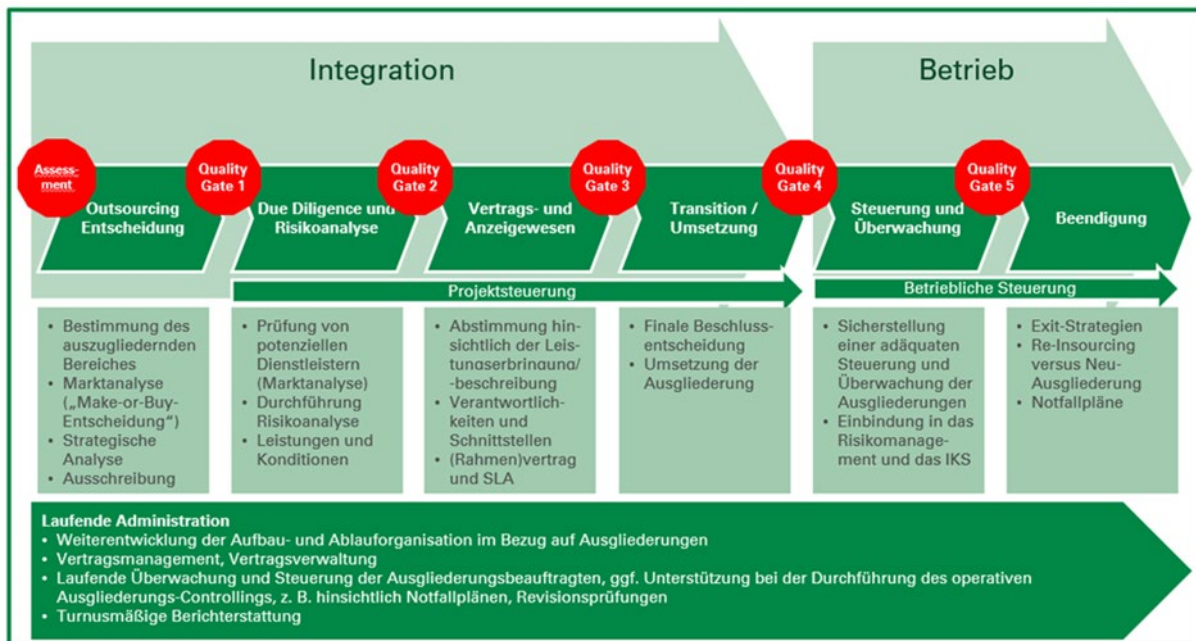 Integration
Betrieb
Assess-
ment
Quality
Gate 1
Quality
Gate 2
Quality
Gate 3
Quality
Gate 4
Quality
Gate 5
Outsourcing
Entscheidung
Due Diligence und
Risikoanalyse
Vertrags- und
Anzeigewesen
Transition /
Umsetzung
Steuerung und
Überwachung
Beendigung
Projektsteuerung
Betriebliche Steuerung
• Bestimmung des
auszugliedernden
Bereiches
• Marktanalyse
(„Make-or-Buy-
Entscheidung“)
• Strategische
Analyse
• Ausschreibung
• Prüfung von
potenziellen
Dienstleistern
(Marktanalyse)
• Durchführung
Risikoanalyse
• Leistungen und
Konditionen
• Abstimmung hin-
sichtlich der Leis-
tungserbringung/
-beschreibung
• Verantwortlich-
keiten und
Schnittstellen
• (Rahmen)vertrag
und SLA
• Finale Beschluss-
entscheidung
• Umsetzung der
Ausgliederung
• Sicherstellung
einer adäquaten
Steuerung und
Überwachung der
Ausgliederungen
• Einbindung in das
Risikomanage-
ment und das IKS
• Exit-Strategien
• Re-Insourcing
versus Neu-
Ausgliederung
• Notfallpläne
Laufende Administration
• Weiterentwicklung der Aufbau- und Ablauforganisation im Bezug auf Ausgliederungen
• Vertragsmanagement, Vertragsverwaltung
• Laufende Überwachung und Steuerung der Ausgliederungsbeauftragten, ggf. Unterstützung bei der Durchführung des operativen
Ausgliederungs-Controllings, z. B. hinsichtlich Notfallplänen, Revisionsprüfungen
• Turnusmäßige Berichterstattung